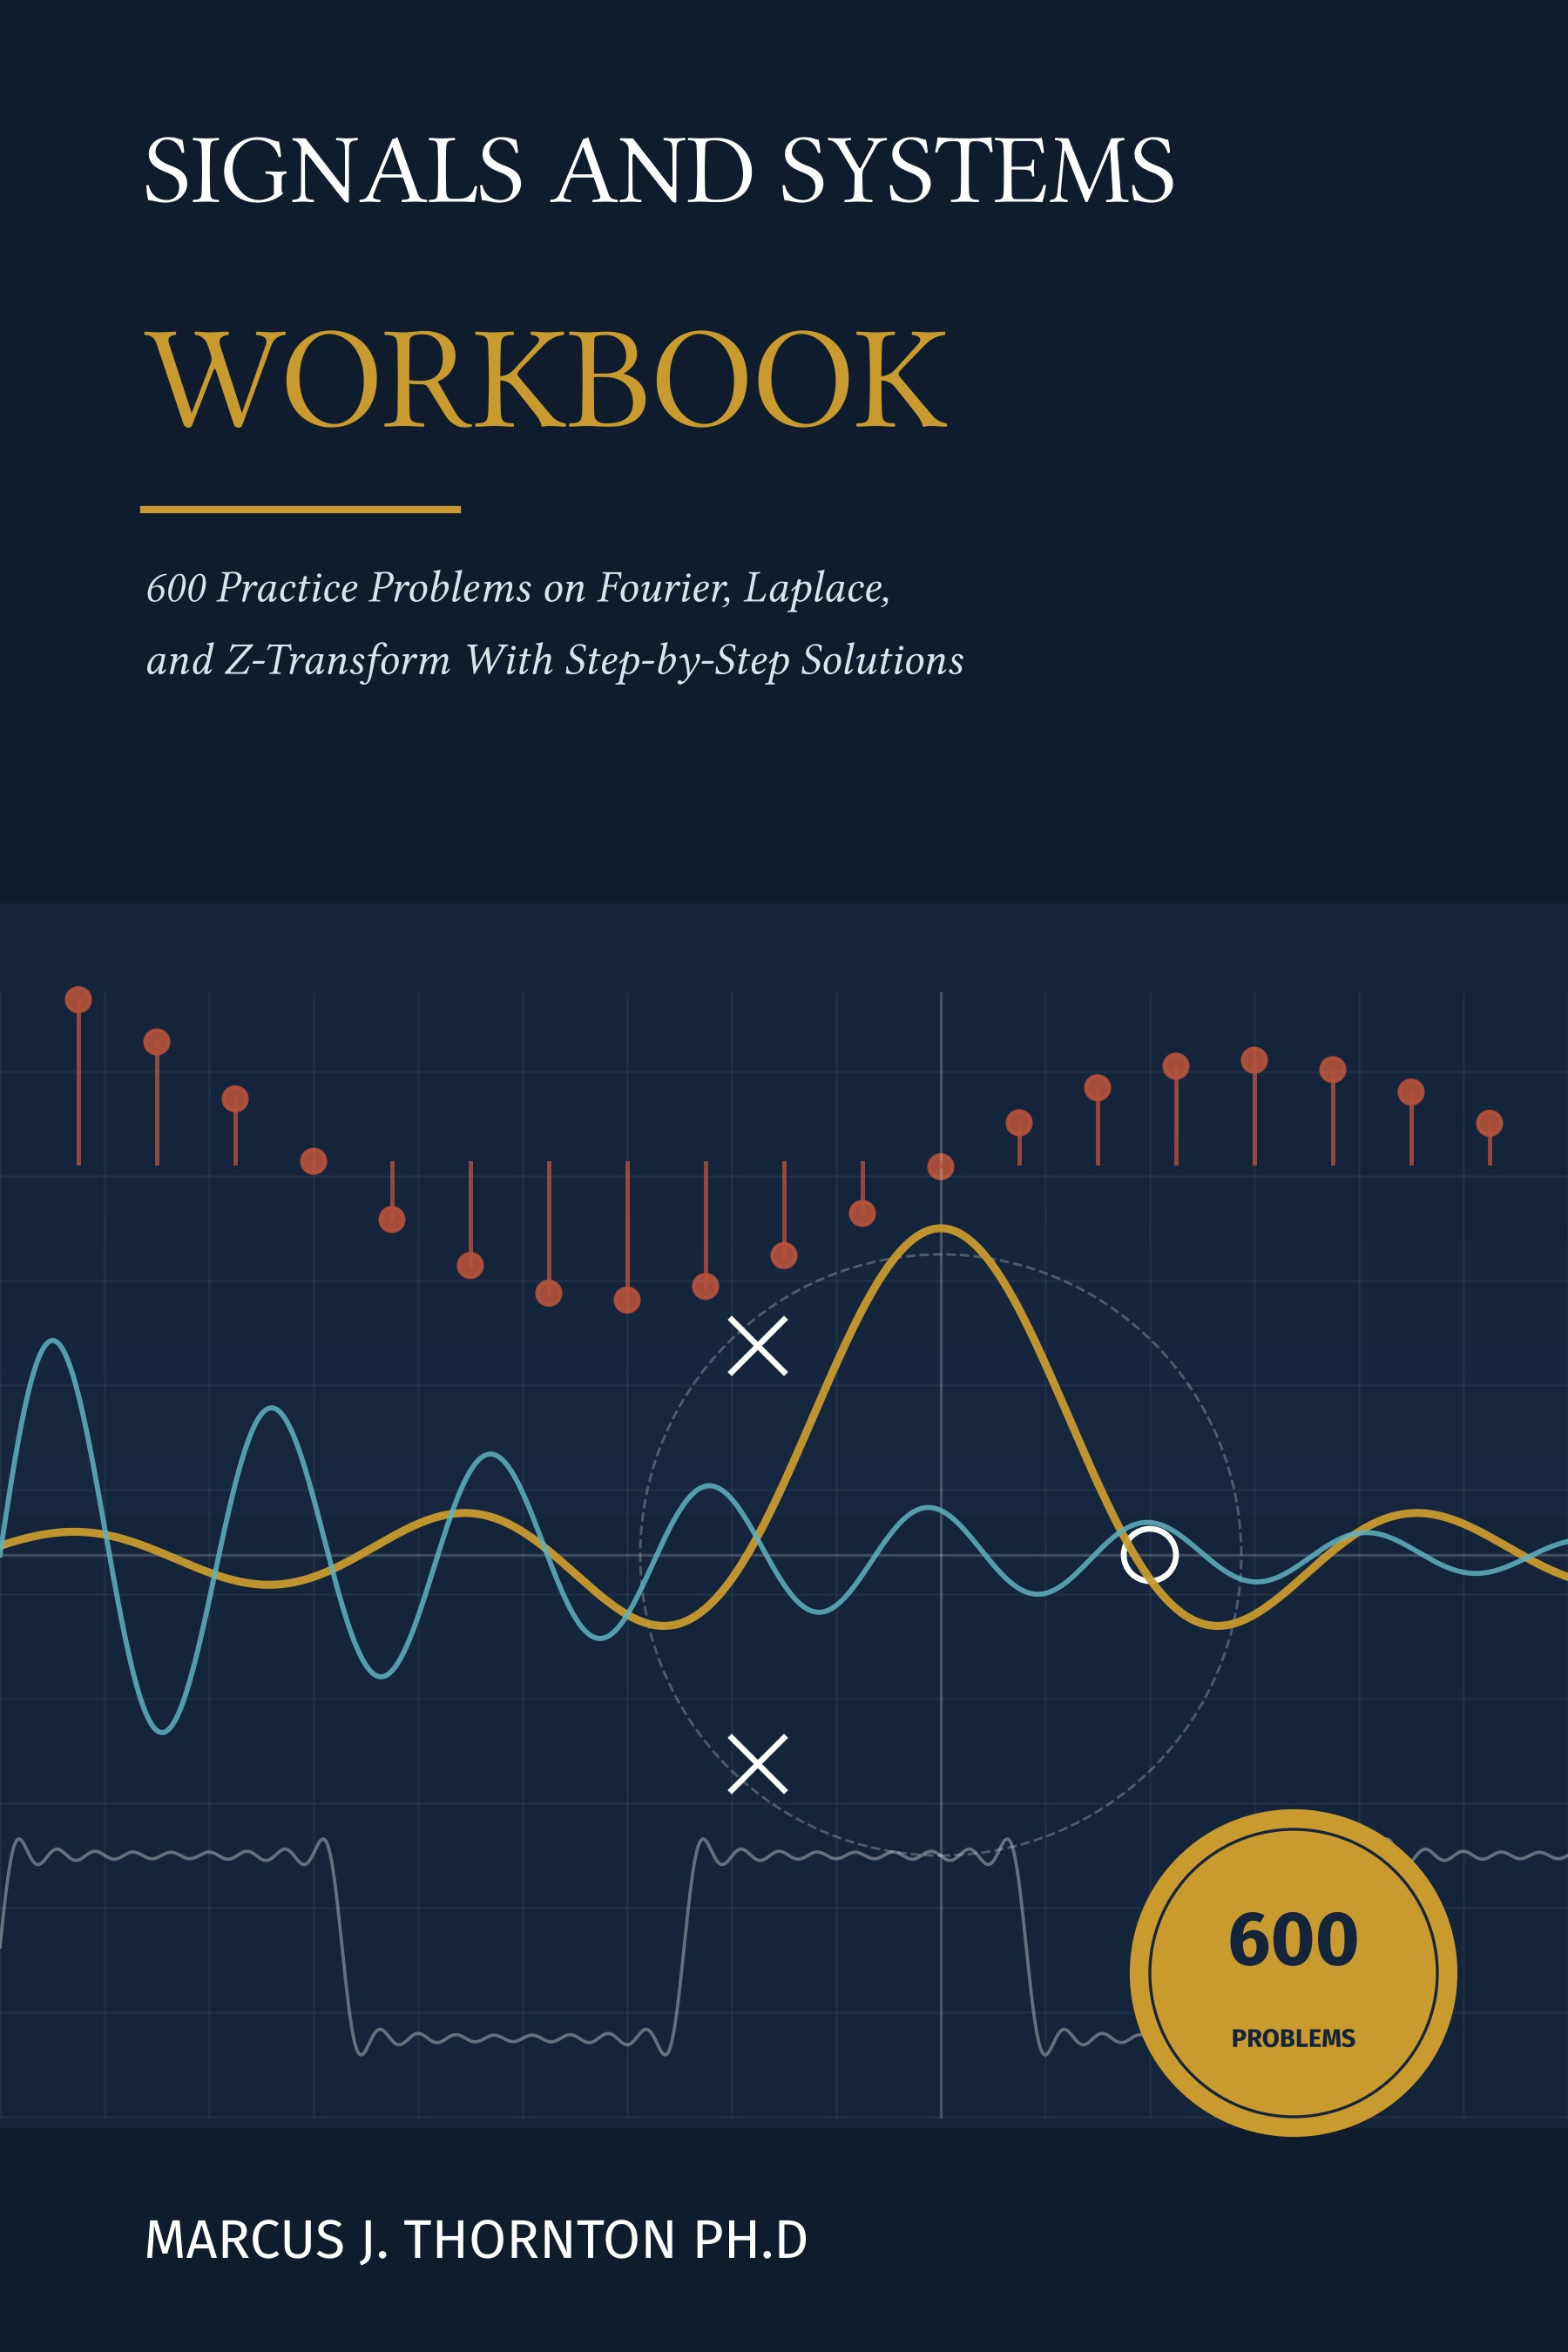 SIGNALS AND SYSTEMS
WORKBOOK
600 Practice Problems on Fourier, Laplace,
and Z-Transform With Step-by-Step Solutions
600
PROBLEMS
MARCUS J. THORNTON PH.D